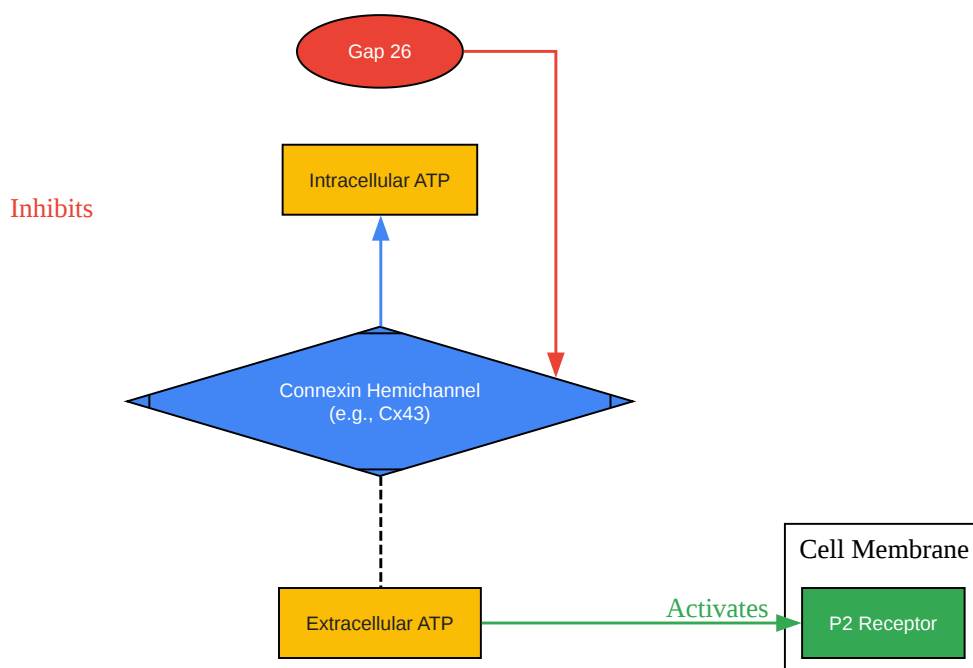 Gap 26
Intracellular ATP
Inhibits
Connexin Hemichannel
(e.g., Cx43)
Cell Membrane
Extracellular ATP
Activates
P2 Receptor